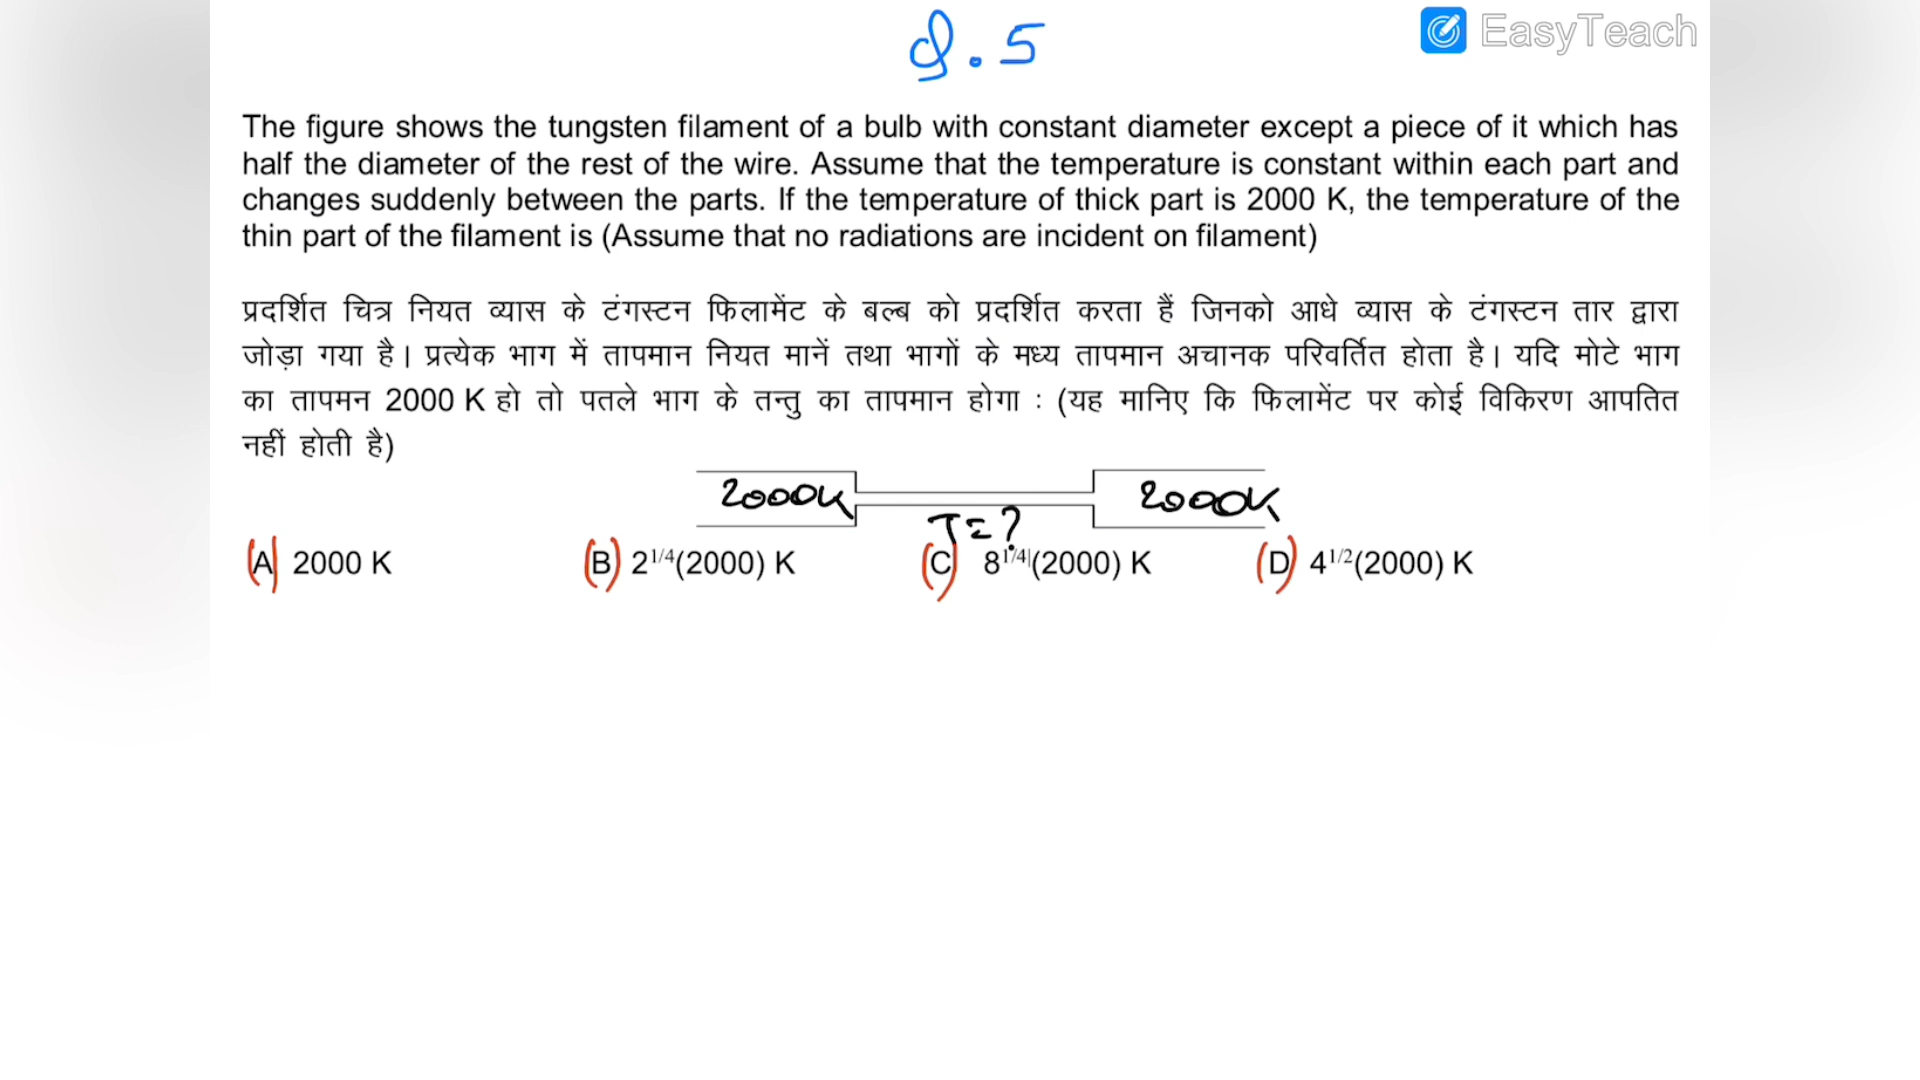 Q.5
EasyTeach
The figure shows the tungsten filament of a bulb with constant diameter except a piece of it which has
half the diameter of the rest of the wire. Assume that the temperature is constant within each part and
changes suddenly between the parts. If the temperature of thick part is 2000 K, the temperature of the
thin part of the filament is (Assume that no radiations are incident on filament)
प्रदर्शित चित्र नियत व्यास के टंगस्टन फिलामेंट के बल्ब को प्रदर्शित करता हैं जिनको आधे व्यास के टंगस्टन तार द्वारा
जोड़ा गया है। प्रत्येक भाग में तापमान नियत मानें तथा भागों के मध्य तापमान अचानक परिवर्तित होता है। यदि मोटे भाग
का तापमन 2000 K हो तो पतले भाग के तन्तु का तापमान होगा : (यह मानिए कि फिलामेंट पर कोई विकिरण आपतित
नहीं होती है)
2000K 2000K
T=?
(A) 2000 K (B) 2^{1/4}(2000) K (C) 8^{1/4}(2000) K (D) 4^{1/2}(2000) K